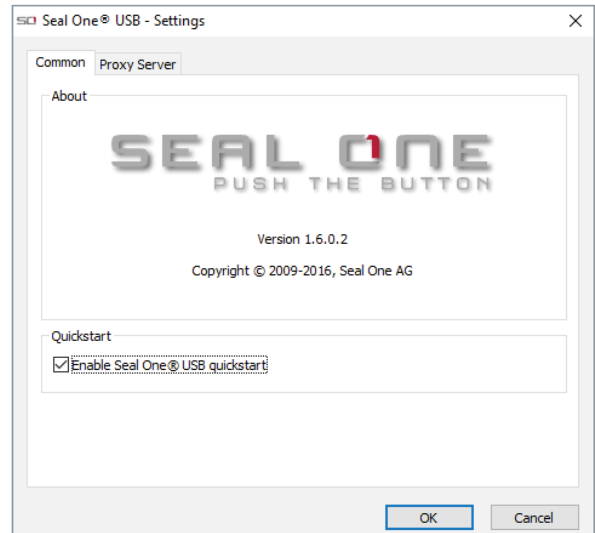 Seal One® USB - Settings
Common Proxy Server
About
SEAL ONE
PUSH THE BUTTON
Version 1.6.0.2
Copyright © 2009-2016, Seal One AG
Quickstart
Enable Seal One® USB quickstart
OK Cancel